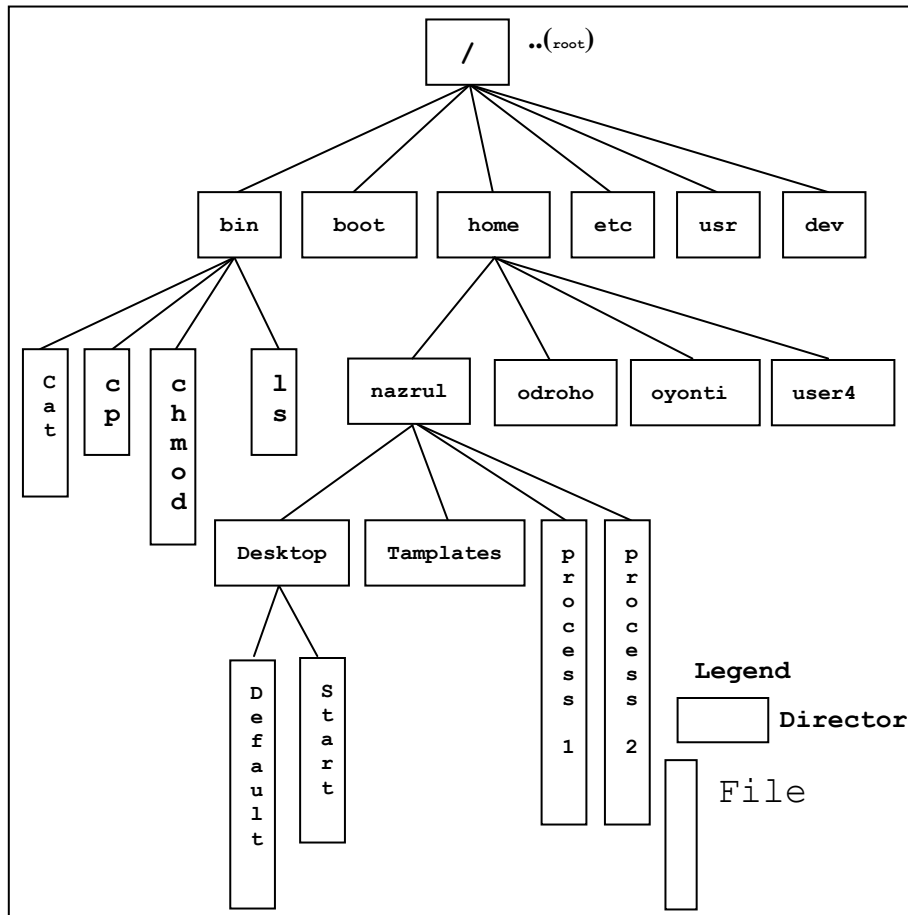 / ..(root)
bin boot home etc usr dev
Cat cp chmod ls
nazrul odroho oyonti user4
Desktop Tamplates process 1 process 2
Default Start
Legend
Director
File